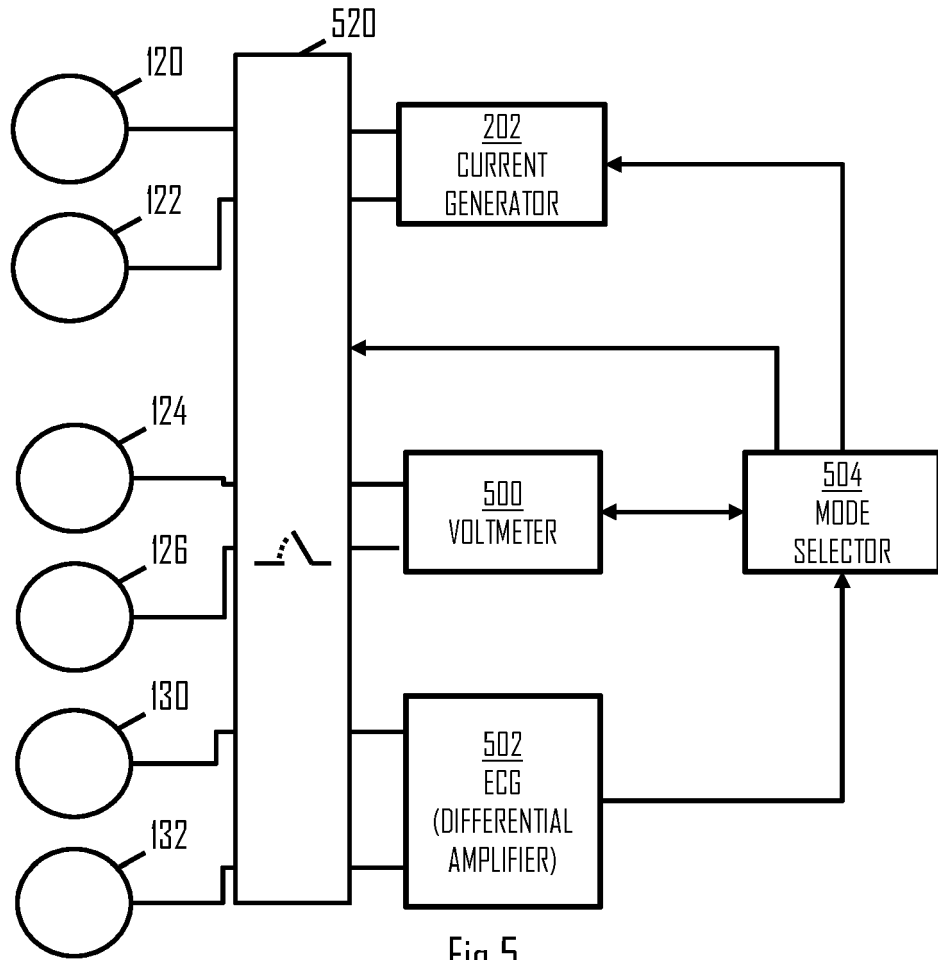 520
120
202
CURRENT
GENERATOR
122
124
500
VOLTMETER
504
MODE
SELECTOR
126
130
502
ECG
(DIFFERENTIAL
AMPLIFIER)
132
Fig 5